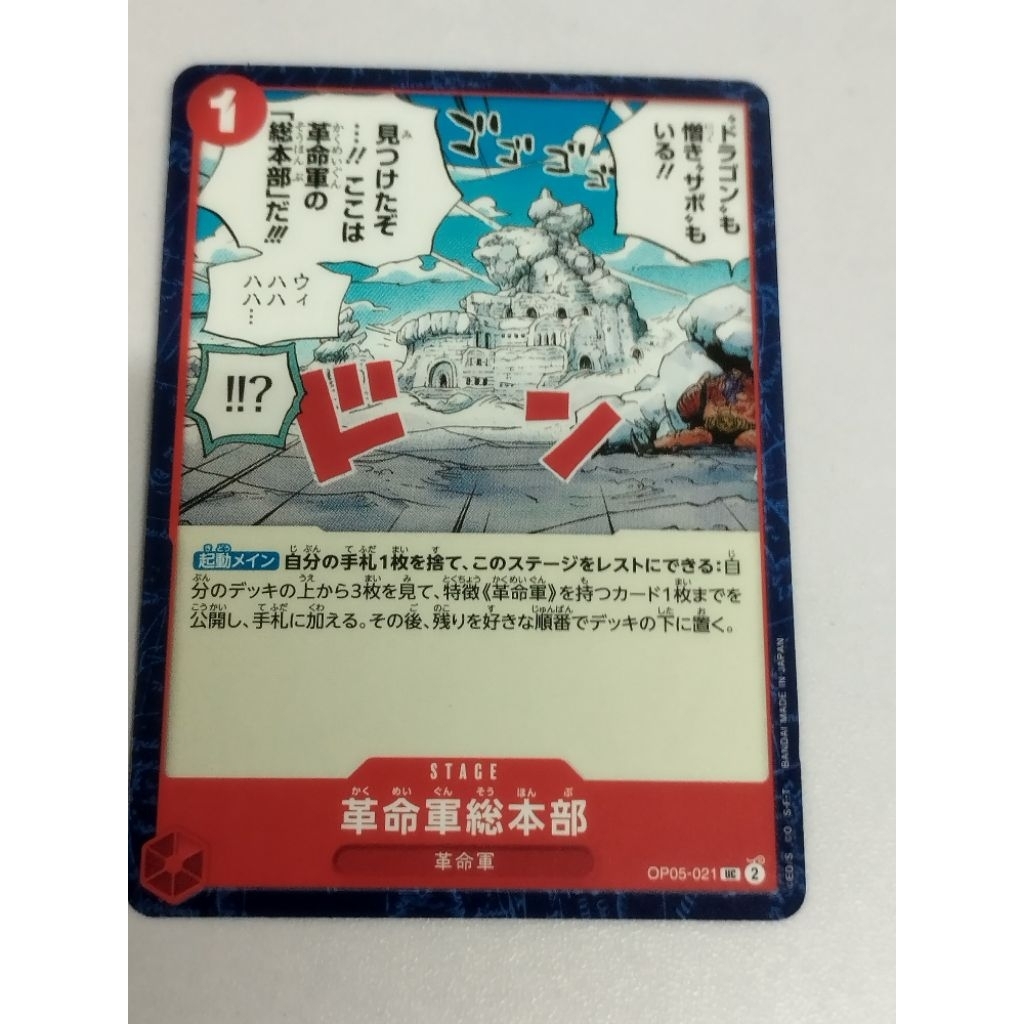 1
"ドラゴン"も
憎き"サボ"も
いる!!
ゴゴゴゴ
見つけたぞ
…!! ここは
革命軍の
「総本部」だ!!!
ウィ
ハハハ
ハハ…
!!?
ドン
起動メイン 自分の手札1枚を捨て、このステージをレストにできる：自
分のデッキの上から3枚を見て、特徴《革命軍》を持つカード1枚までを
公開し、手札に加える。その後、残りを好きな順番でデッキの下に置く。
STAGE
革命軍総本部
革命軍
OP05-021 UC 2
BANDAI MADE IN JAPAN